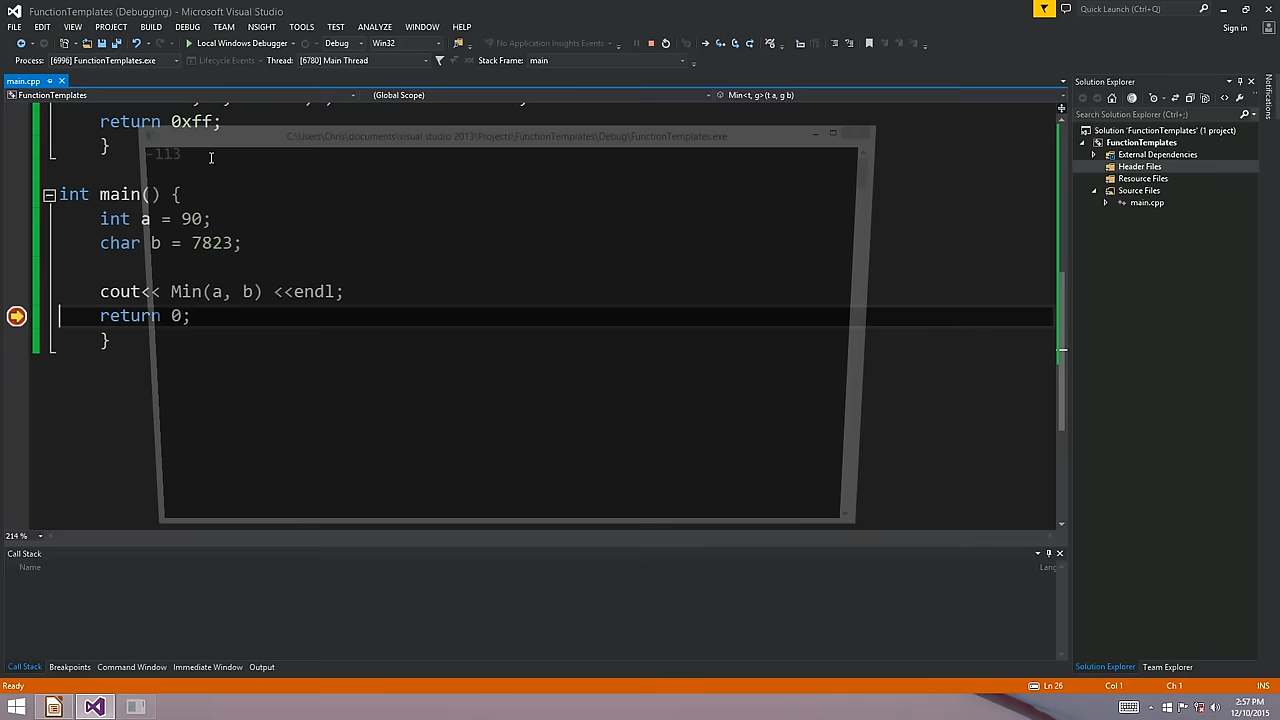 FunctionTemplates (Debugging) - Microsoft Visual Studio
Quick Launch (Ctrl+;)
FILE EDIT VIEW PROJECT BUILD DEBUG TEAM NSIGHT TOOLS TEST ANALYZE WINDOW HELP
Sign in
Local Windows Debugger Debug Win32 No Application Insights Events
Process: [6996] FunctionTemplates.exe Lifecycle Events Thread: [6780] Main Thread Stack Frame: main
main.cpp
FunctionTemplates (Global Scope) Min<t, g>(t a, g b)
return 0xff;
}
C:\Users\Chris\documents\visual studio 2013\Projects\FunctionTemplates\Debug\FunctionTemplates.exe
-113
int main() {
int a = 90;
char b = 7823;
cout<< Min(a, b) <<endl;
return 0;
}
214 %
Call Stack
Name Lang
Call Stack Breakpoints Command Window Immediate Window Output
Solution Explorer
Search Solution Explorer (Ctrl+;)
Solution 'FunctionTemplates' (1 project)
FunctionTemplates
External Dependencies
Header Files
Resource Files
Source Files
main.cpp
Solution Explorer Team Explorer
Notifications
Ready Ln 26 Col 1 Ch 1 INS
2:57 PM
12/10/2015